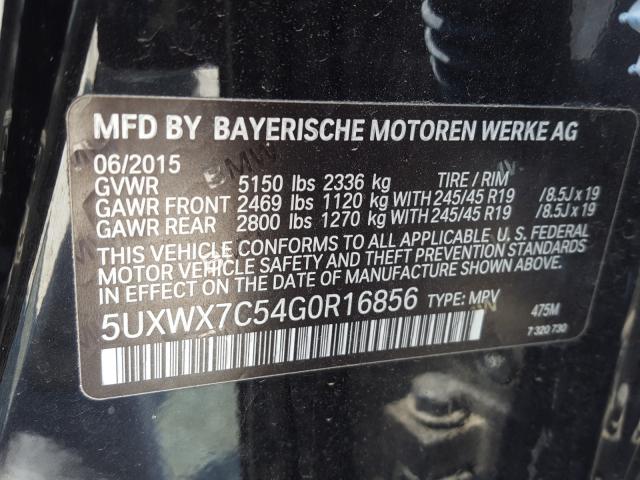 MFD BY BAYERISCHE MOTOREN WERKE AG
06/2015
GVWR 5150 lbs 2336 kg TIRE / RIM
GAWR FRONT 2469 lbs 1120 kg WITH 245/45 R19 /8.5J x 19
GAWR REAR 2800 lbs 1270 kg WITH 245/45 R19 /8.5J x 19
THIS VEHICLE CONFORMS TO ALL APPLICABLE U. S. FEDERAL
MOTOR VEHICLE SAFETY, BUMPER, AND THEFT PREVENTION STANDARDS
IN EFFECT ON THE DATE OF MANUFACTURE SHOWN ABOVE.
5UXWX7C54G0R16856 TYPE: MPV 475M
7 320 730
BMW